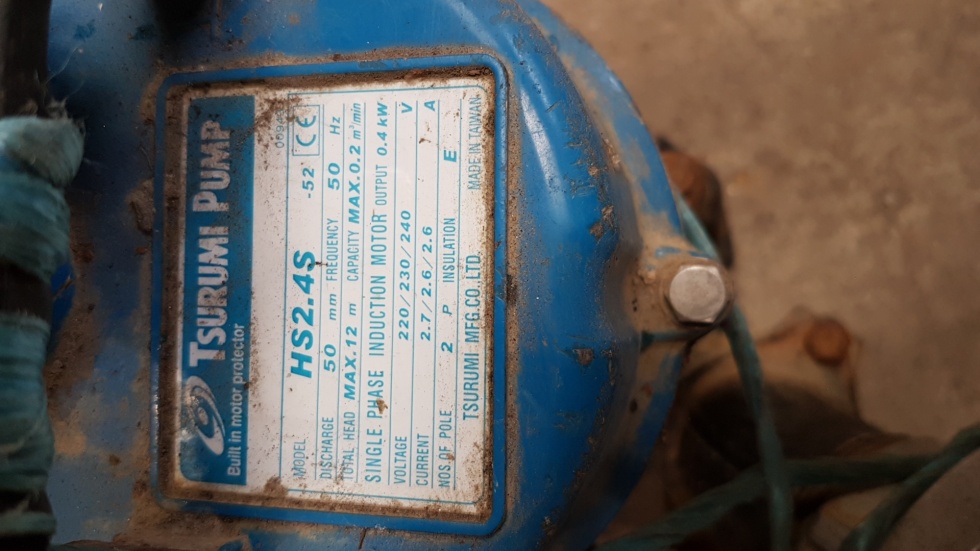 TSURUMI PUMP
Built in motor protector
MODEL HS2.4S -52 CE
DISCHARGE 50 mm FREQUENCY 50 Hz
TOTAL HEAD MAX.12 m CAPACITY MAX.0.2 m³/min
SINGLE PHASE INDUCTION MOTOR OUTPUT 0.4 kW
VOLTAGE 220/230/240 V
CURRENT 2.7/2.6/2.6 A
NOS.OF POLE 2 P INSULATION E
TSURUMI MFG.CO.LTD. MADE IN TAIWAN